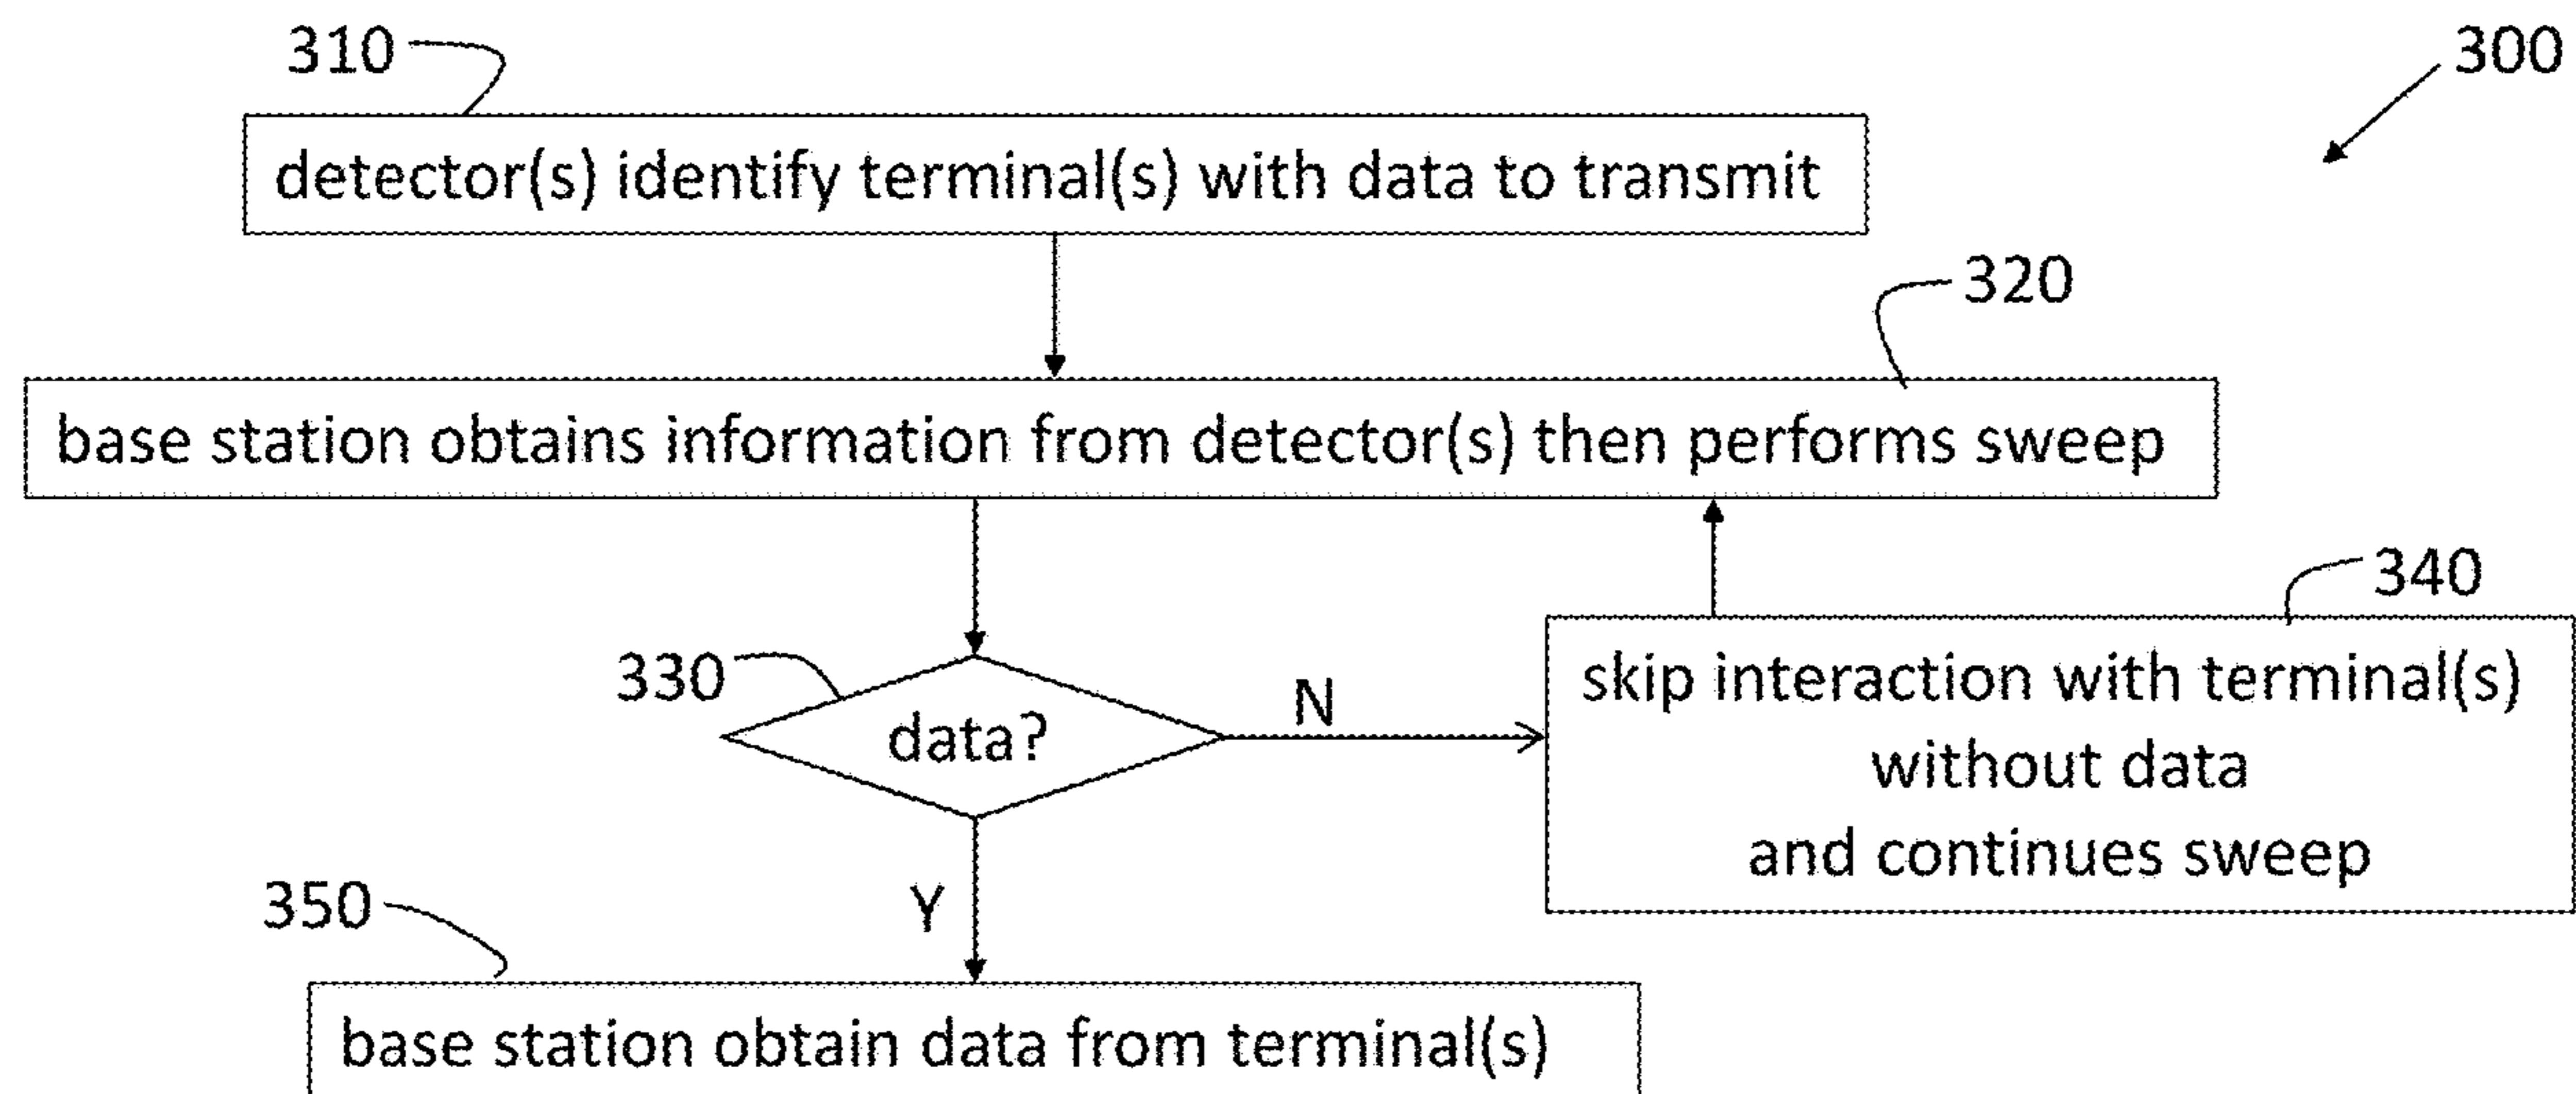 310
300
detector(s) identify terminal(s) with data to transmit
320
base station obtains information from detector(s) then performs sweep
340
330
data?
N
skip interaction with terminal(s)
without data
and continues sweep
Y
350
base station obtain data from terminal(s)